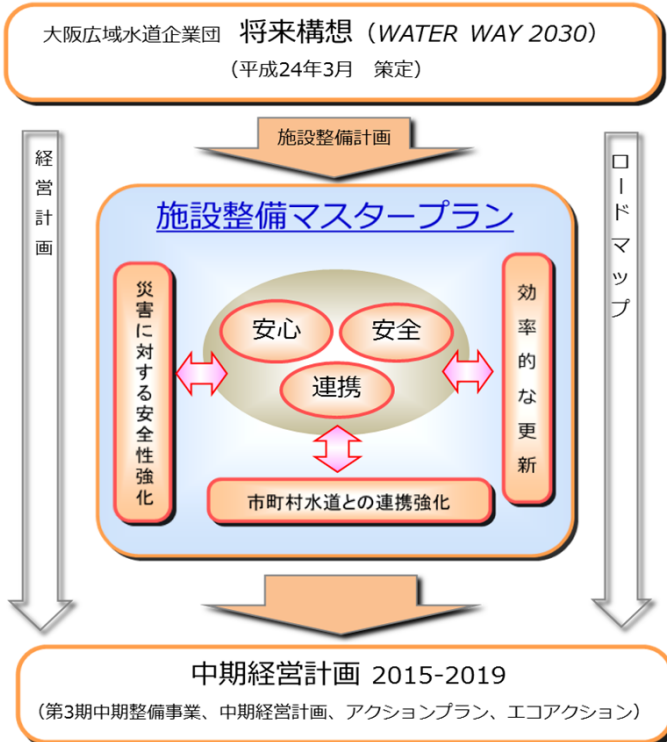 大阪広域水道企業団 将来構想（WATER WAY 2030）
（平成24年3月　策定）
施設整備計画
経営計画
ロードマップ
施設整備マスタープラン
災害に対する安全性強化
安心
安全
連携
効率的な更新
市町村水道との連携強化
中期経営計画 2015-2019
（第3期中期整備事業、中期経営計画、アクションプラン、エコアクション）